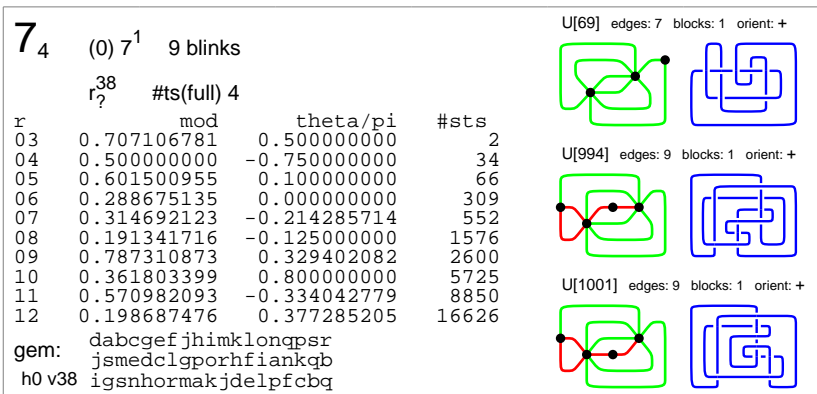 7₄ (0) 7¹ 9 blinks
r?³⁸ #ts(full) 4
r mod theta/pi #sts
03 0.707106781 0.500000000 2
04 0.500000000 -0.750000000 34
05 0.601500955 0.100000000 66
06 0.288675135 0.000000000 309
07 0.314692123 -0.214285714 552
08 0.191341716 -0.125000000 1576
09 0.787310873 0.329402082 2600
10 0.361803399 0.800000000 5725
11 0.570982093 -0.334042779 8850
12 0.198687476 0.377285205 16626
gem: dabcgefjhimklonqpsr
jsmedclgporhfiankqb
h0 v38 igsnhormakjdelpfcbq
U[69] edges: 7 blocks: 1 orient: +
U[994] edges: 9 blocks: 1 orient: +
U[1001] edges: 9 blocks: 1 orient: +